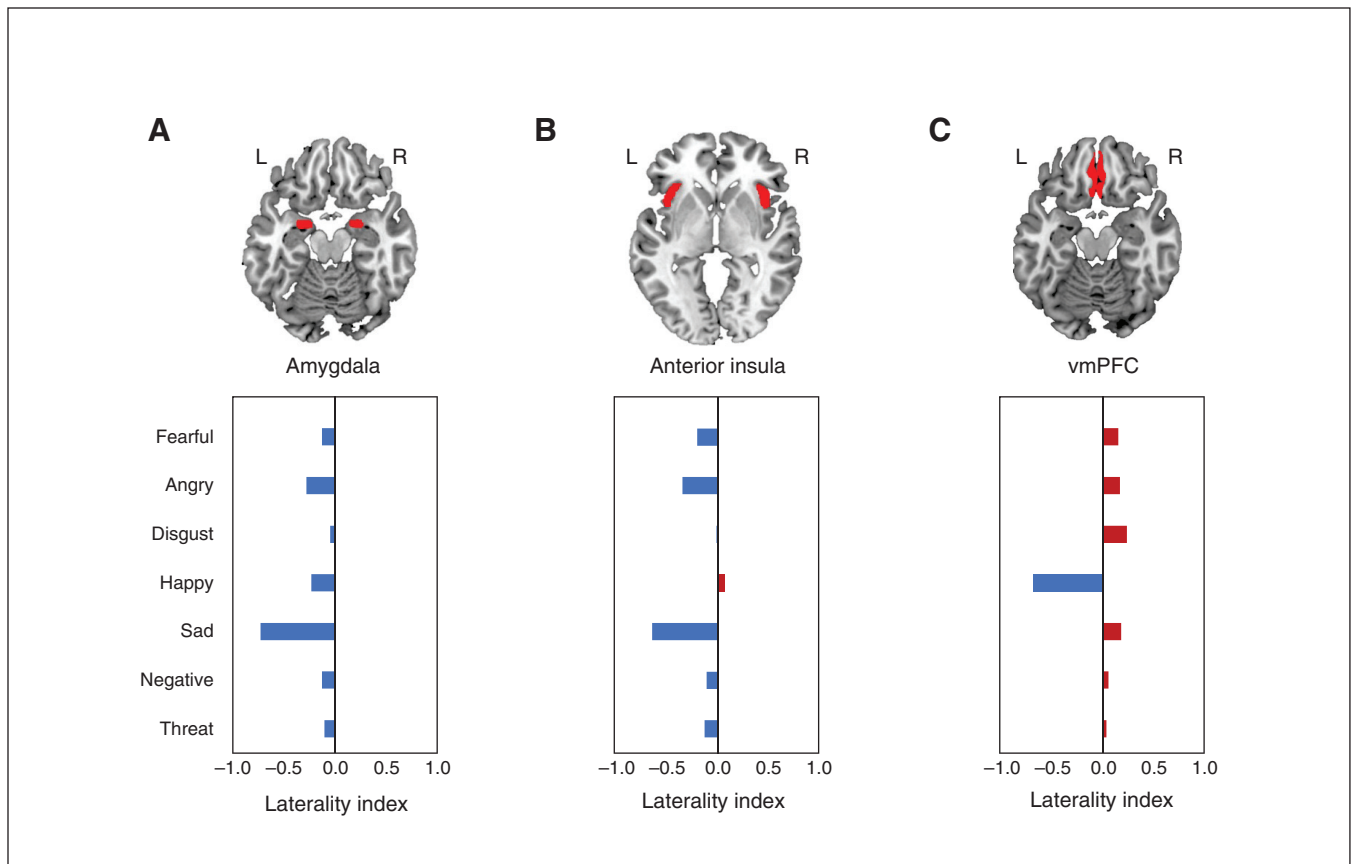 A
B
C
L
R
L
R
L
R
Amygdala
Anterior insula
vmPFC
Fearful
Angry
Disgust
Happy
Sad
Negative
Threat
–1.0 –0.5 0.0 0.5 1.0
–1.0 –0.5 0.0 0.5 1.0
–1.0 –0.5 0.0 0.5 1.0
Laterality index
Laterality index
Laterality index